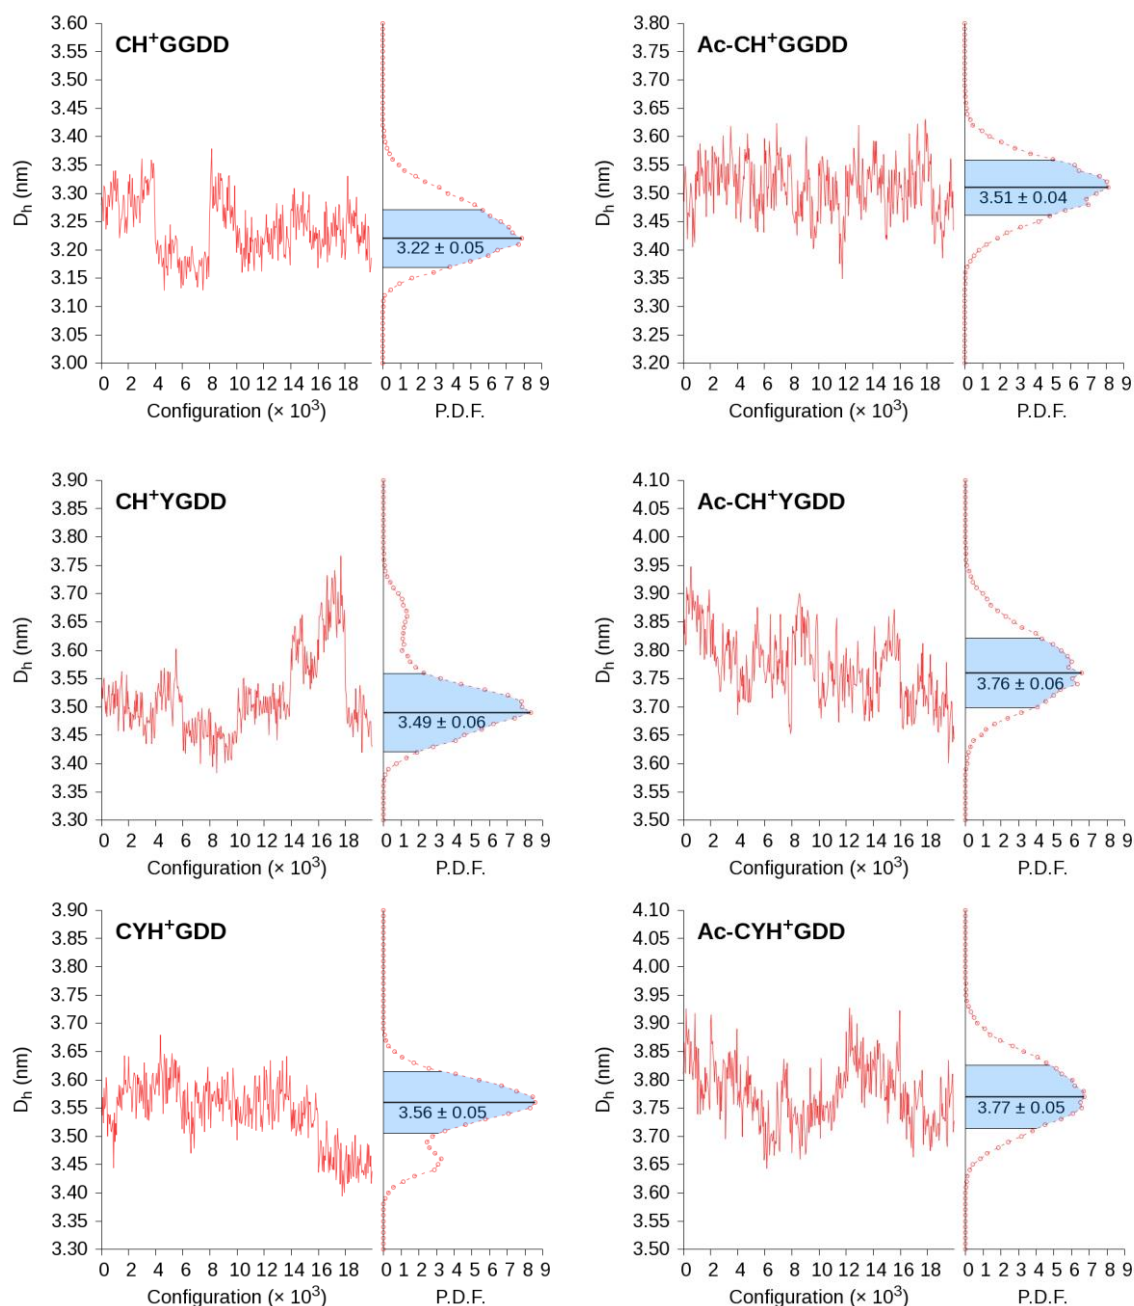 CH⁺GGDD
D_h (nm)
3.60
3.55
3.50
3.45
3.40
3.35
3.30
3.25
3.20
3.15
3.10
3.05
3.00
3.22 ± 0.05
0 2 4 6 8 10 12 14 16 18
0 1 2 3 4 5 6 7 8 9
Configuration (× 10³)
P.D.F.
Ac-CH⁺GGDD
D_h (nm)
3.80
3.75
3.70
3.65
3.60
3.55
3.50
3.45
3.40
3.35
3.30
3.25
3.20
3.51 ± 0.04
0 2 4 6 8 10 12 14 16 18
0 1 2 3 4 5 6 7 8 9
Configuration (× 10³)
P.D.F.
CH⁺YGDD
D_h (nm)
3.90
3.85
3.80
3.75
3.70
3.65
3.60
3.55
3.50
3.45
3.40
3.35
3.30
3.49 ± 0.06
0 2 4 6 8 10 12 14 16 18
0 1 2 3 4 5 6 7 8 9
Configuration (× 10³)
P.D.F.
Ac-CH⁺YGDD
D_h (nm)
4.10
4.05
4.00
3.95
3.90
3.85
3.80
3.75
3.70
3.65
3.60
3.55
3.50
3.76 ± 0.06
0 2 4 6 8 10 12 14 16 18
0 1 2 3 4 5 6 7 8 9
Configuration (× 10³)
P.D.F.
CYH⁺GDD
D_h (nm)
3.90
3.85
3.80
3.75
3.70
3.65
3.60
3.55
3.50
3.45
3.40
3.35
3.30
3.56 ± 0.05
0 2 4 6 8 10 12 14 16 18
0 1 2 3 4 5 6 7 8 9
Configuration (× 10³)
P.D.F.
Ac-CYH⁺GDD
D_h (nm)
4.10
4.05
4.00
3.95
3.90
3.85
3.80
3.75
3.70
3.65
3.60
3.55
3.50
3.77 ± 0.05
0 2 4 6 8 10 12 14 16 18
0 1 2 3 4 5 6 7 8 9
Configuration (× 10³)
P.D.F.